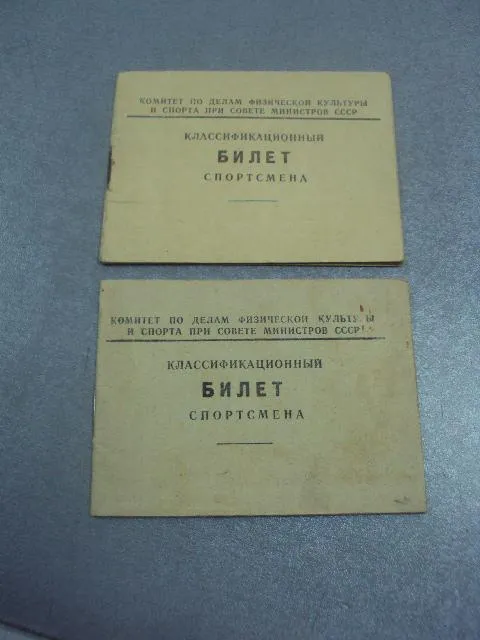 КОМИТЕТ ПО ДЕЛАМ ФИЗИЧЕСКОЙ КУЛЬТУРЫ
И СПОРТА ПРИ СОВЕТЕ МИНИСТРОВ СССР
КЛАССИФИКАЦИОННЫЙ
БИЛЕТ
СПОРТСМЕНА
КОМИТЕТ ПО ДЕЛАМ ФИЗИЧЕСКОЙ КУЛЬТУРЫ
И СПОРТА ПРИ СОВЕТЕ МИНИСТРОВ СССР
КЛАССИФИКАЦИОННЫЙ
БИЛЕТ
СПОРТСМЕНА